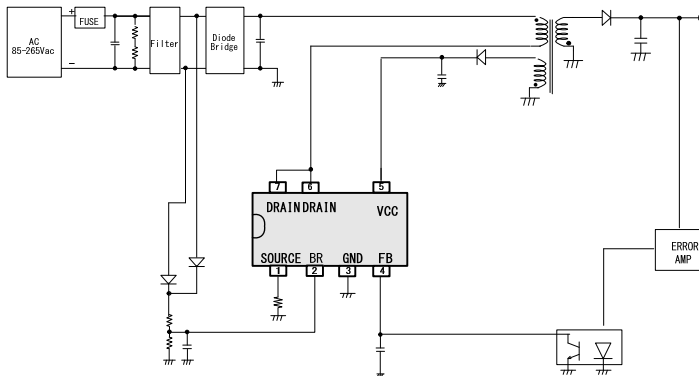 AC
85-265Vac
+
FUSE
-
Filter
Diode
Bridge
7
6
5
DRAIN DRAIN
VCC
SOURCE BR GND FB
1
2
3
4
ERROR
AMP